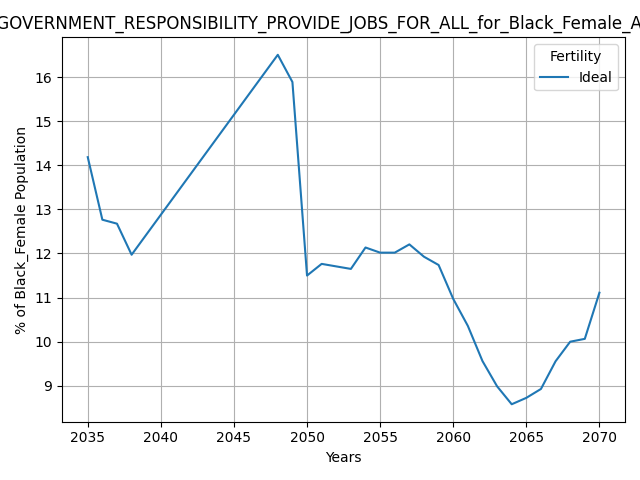 GOVERNMENT_RESPONSIBILITY_PROVIDE_JOBS_FOR_ALL_for_Black_Female_A
Fertility
Ideal
% of Black_Female Population
16
15
14
13
12
11
10
9
2035 2040 2045 2050 2055 2060 2065 2070
Years